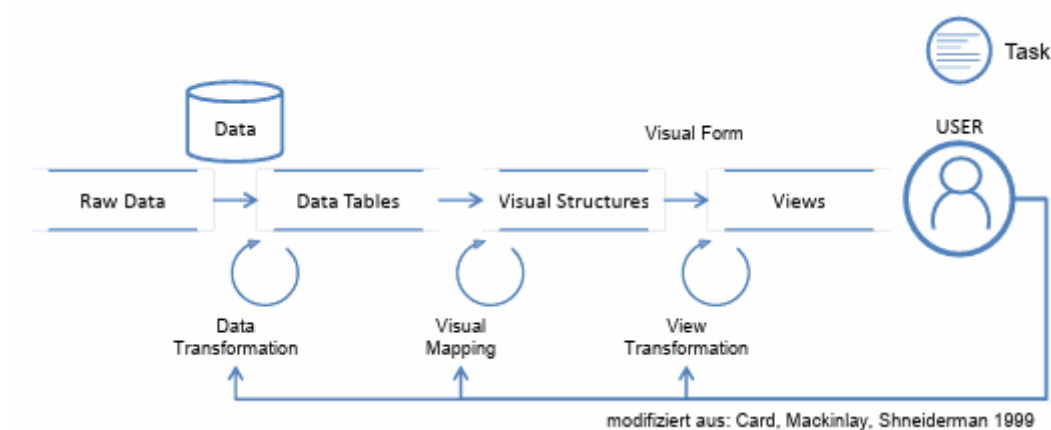 Task
Data
Visual Form
USER
Raw Data
Data Tables
Visual Structures
Views
Data
Transformation
Visual
Mapping
View
Transformation
modifiziert aus: Card, Mackinlay, Shneiderman 1999